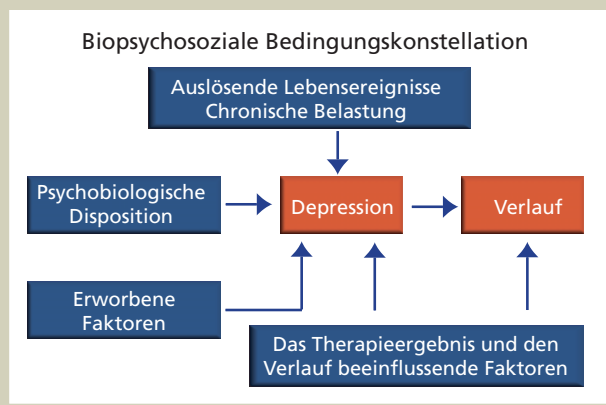 Biopsychosoziale Bedingungskonstellation
Auslösende Lebensereignisse
Chronische Belastung
Psychobiologische
Disposition
Depression
Verlauf
Erworbene
Faktoren
Das Therapieergebnis und den
Verlauf beeinflussende Faktoren